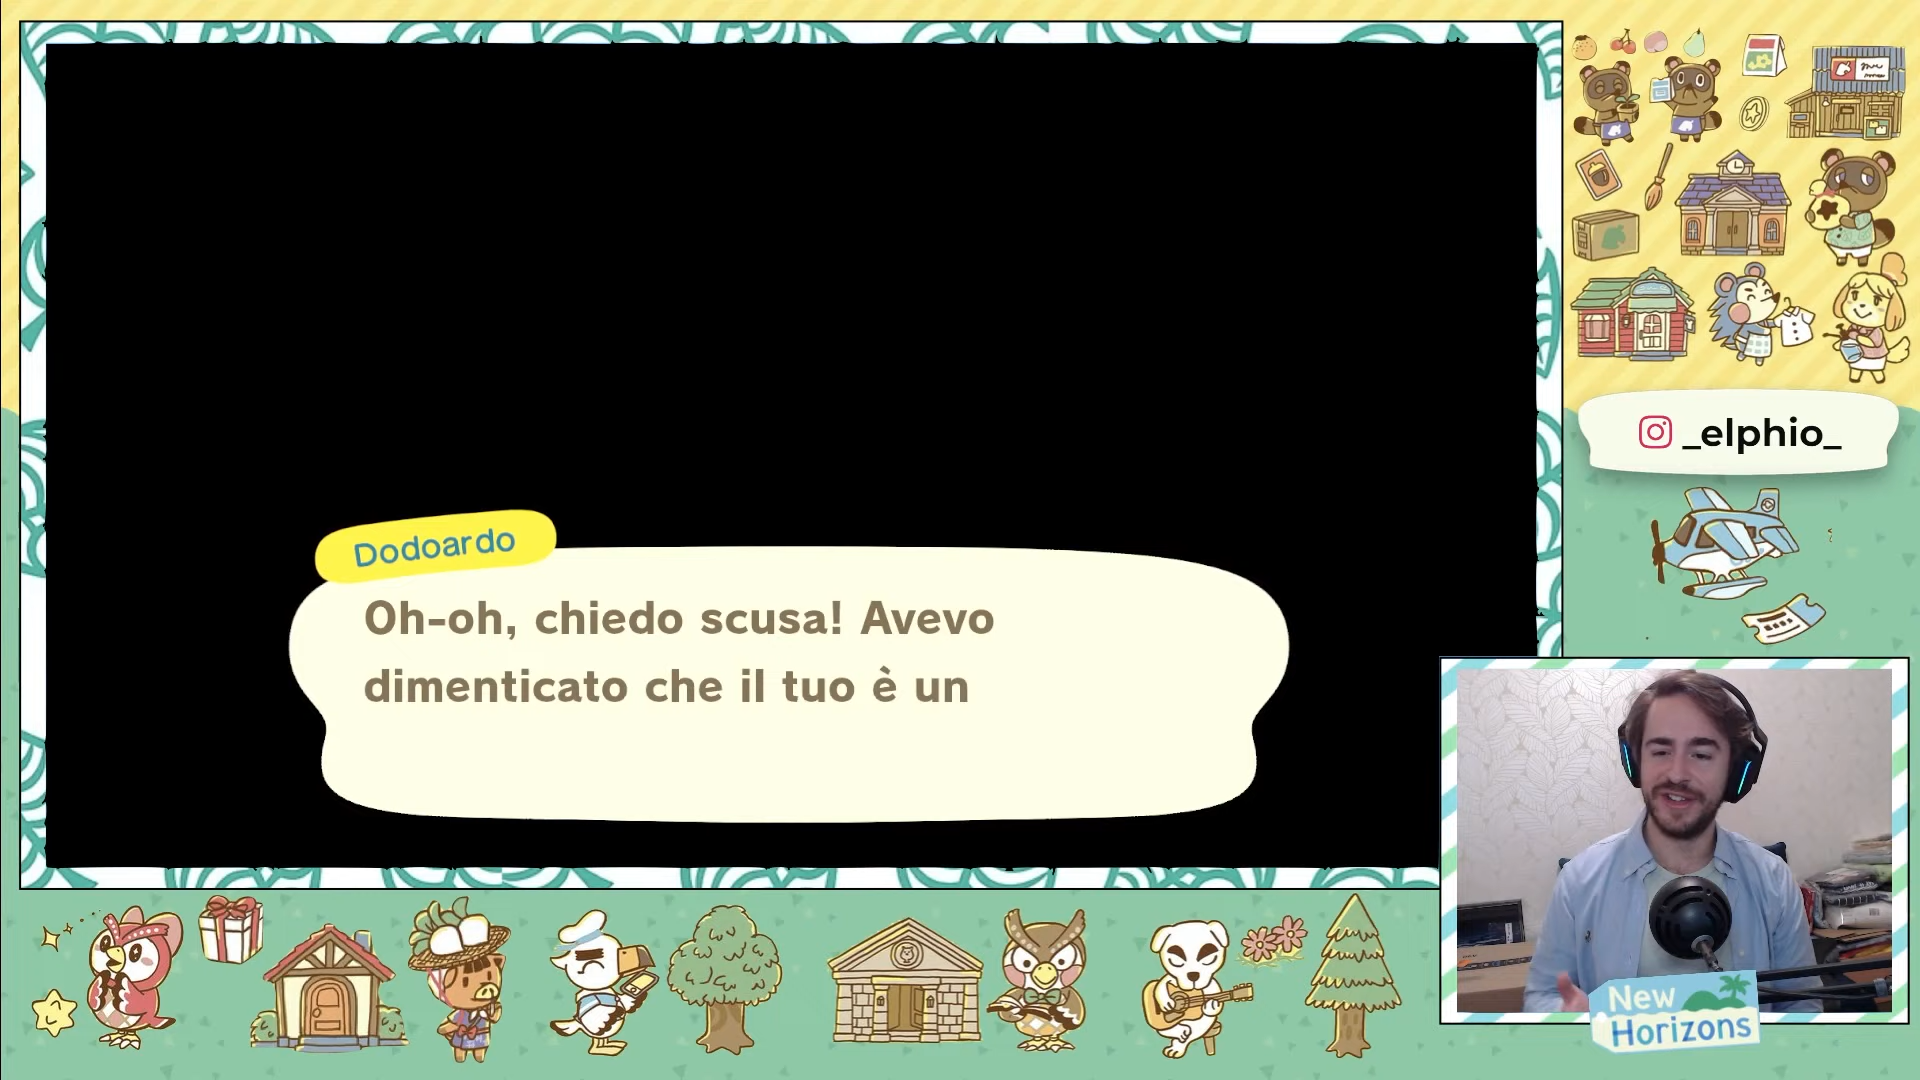 Dodoardo
Oh-oh, chiedo scusa! Avevo
dimenticato che il tuo è un
_elphio_
New
Horizons